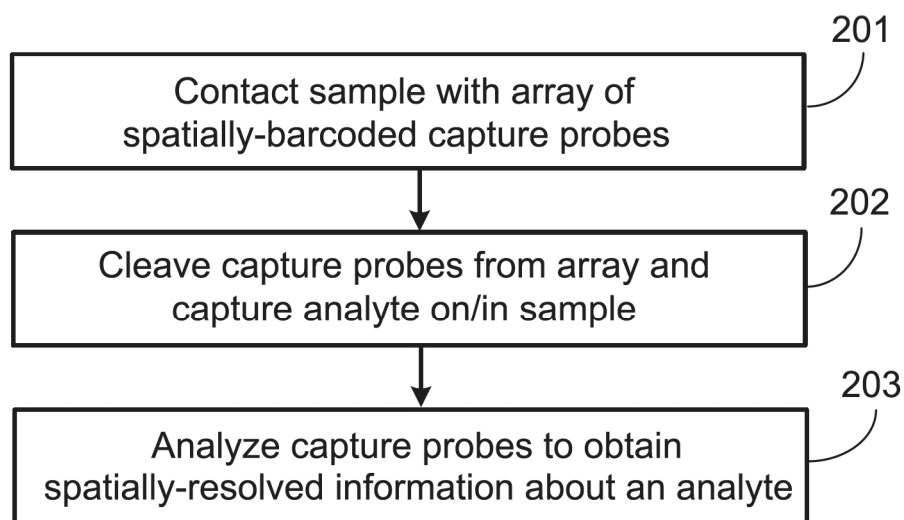 201
Contact sample with array of
spatially-barcoded capture probes
202
Cleave capture probes from array and
capture analyte on/in sample
203
Analyze capture probes to obtain
spatially-resolved information about an analyte